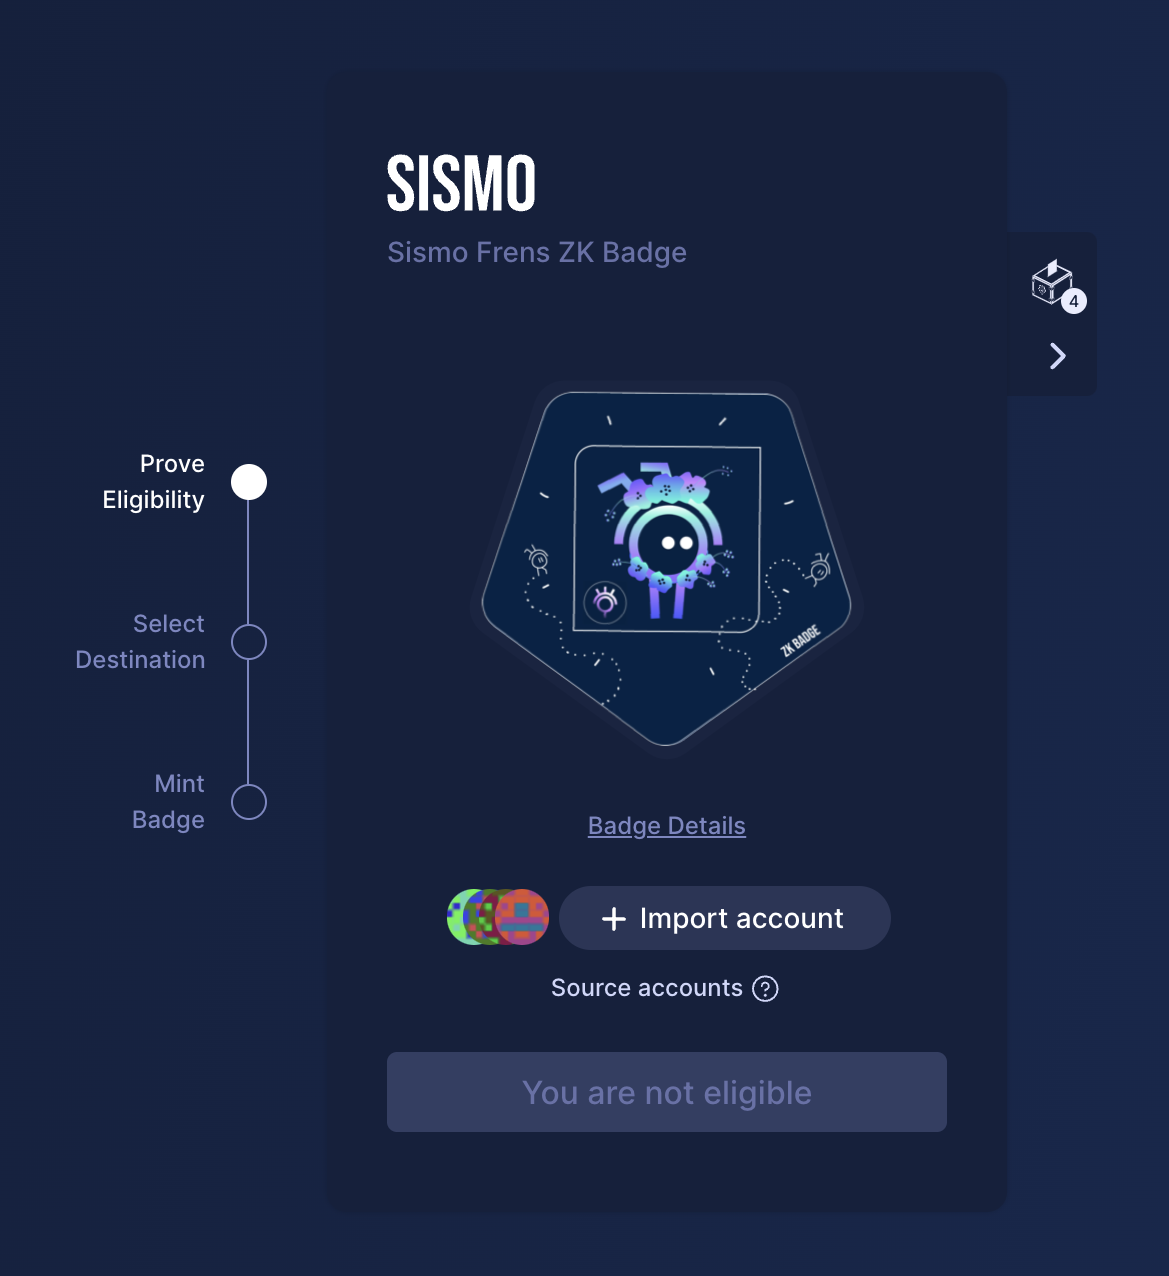 SISMO
Sismo Frens ZK Badge
4
Prove
Eligibility
Select
Destination
Mint
Badge
ZK BADGE
Badge Details
+ Import account
Source accounts ?
You are not eligible